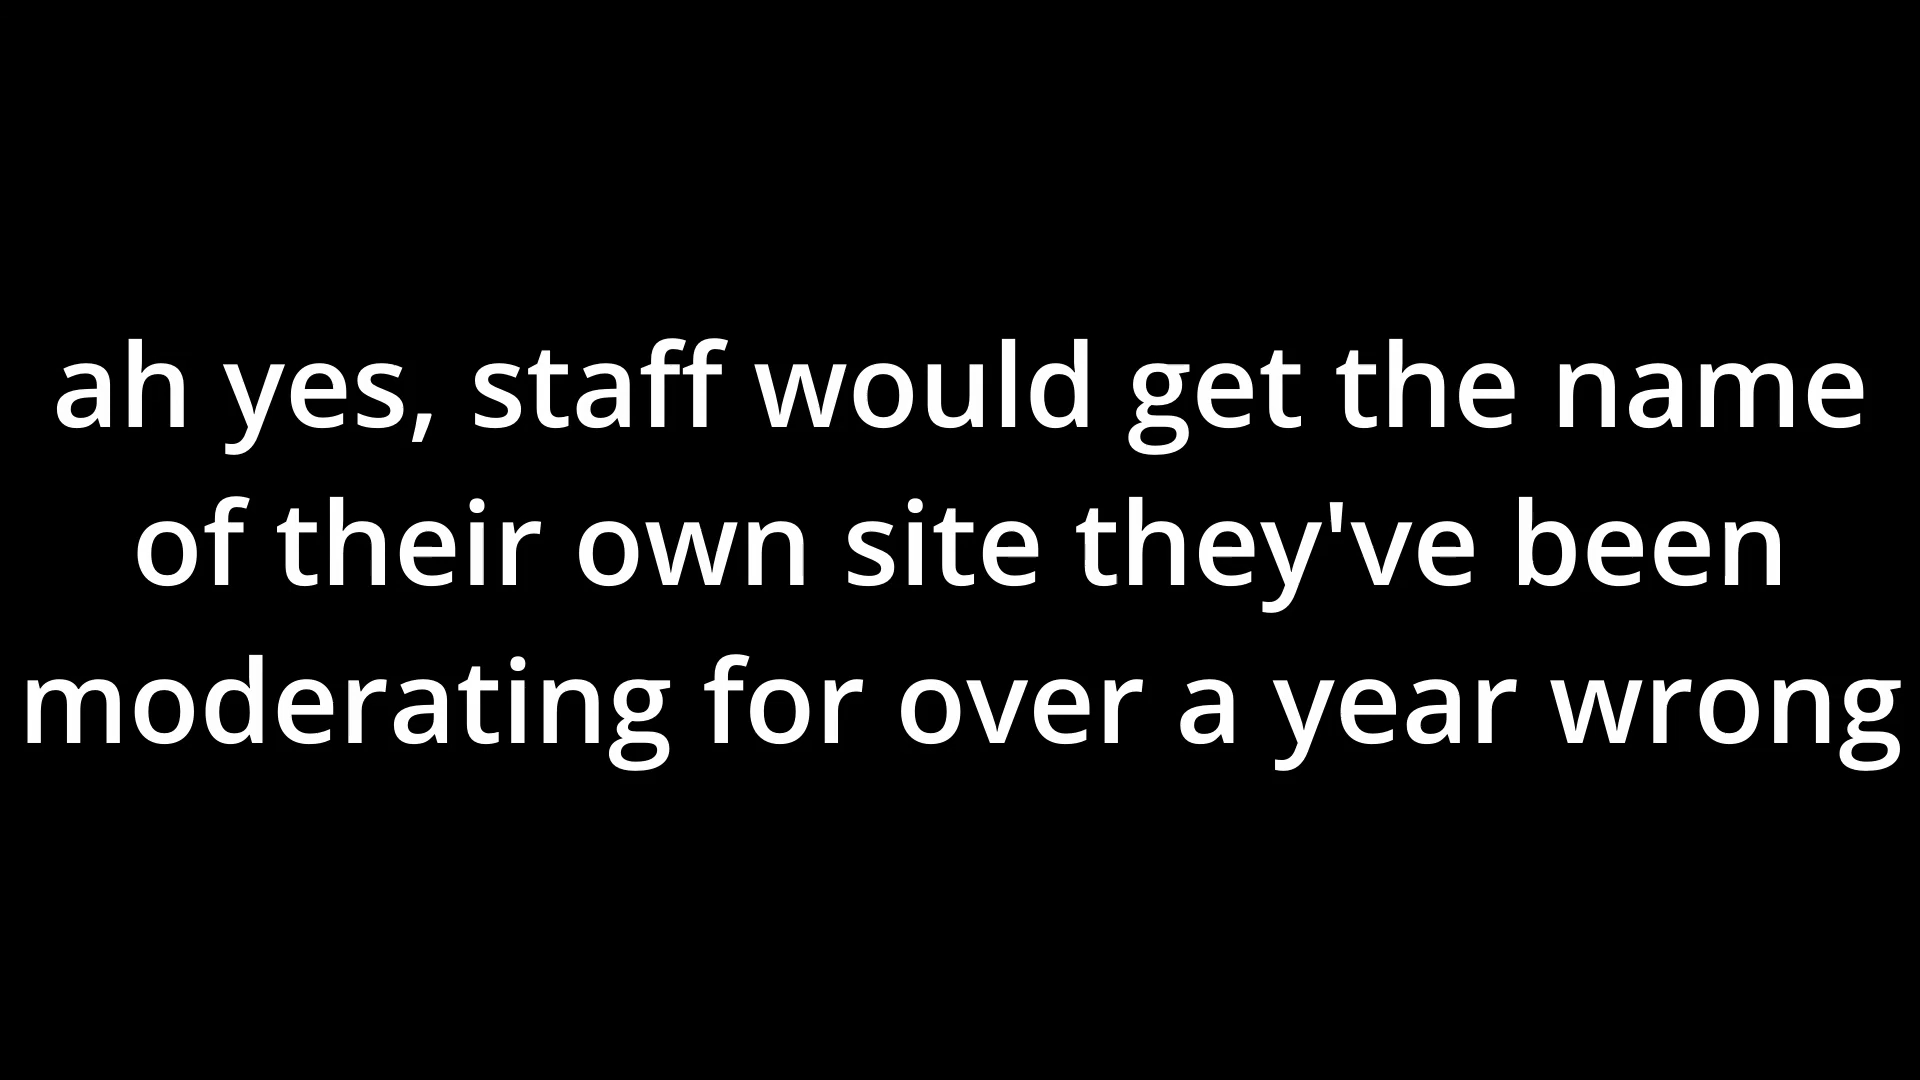 ah yes, staff would get the name
of their own site they've been
moderating for over a year wrong